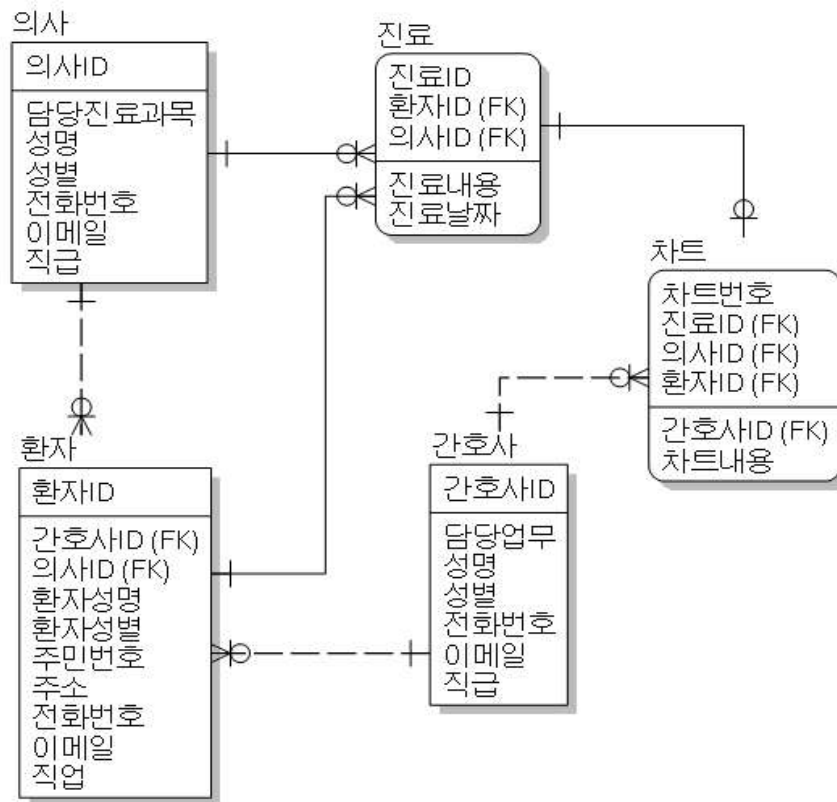 의사
의사ID
담당진료과목
성명
성별
전화번호
이메일
직급
진료
진료ID
환자ID (FK)
의사ID (FK)
진료내용
진료날짜
차트
차트번호
진료ID (FK)
의사ID (FK)
환자ID (FK)
간호사ID (FK)
차트내용
환자
환자ID
간호사ID (FK)
의사ID (FK)
환자성명
환자성별
주민번호
주소
전화번호
이메일
직업
간호사
간호사ID
담당업무
성명
성별
전화번호
이메일
직급